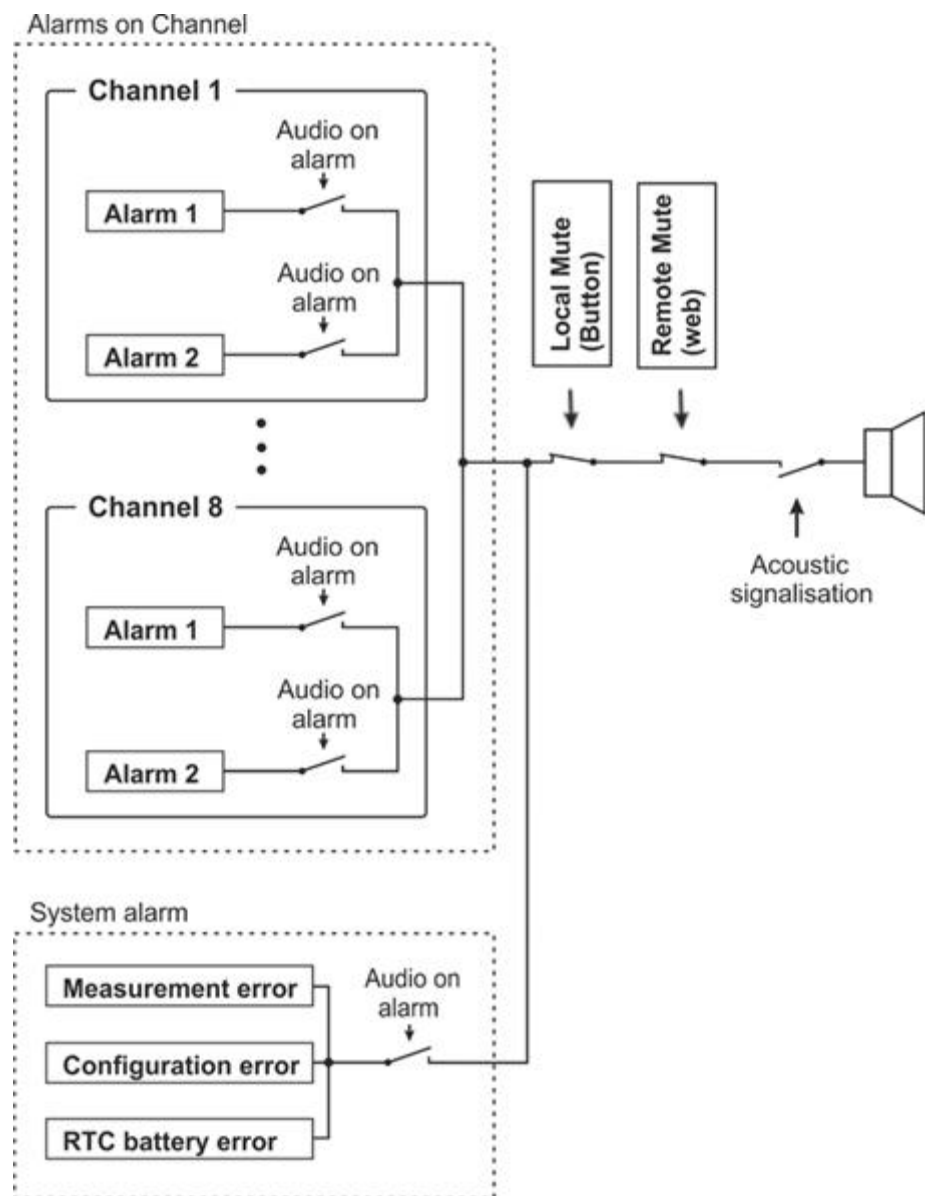 Alarms on Channel
Channel 1
Audio on
alarm
Alarm 1
Audio on
alarm
Alarm 2
Channel 8
Audio on
alarm
Alarm 1
Audio on
alarm
Alarm 2
Local Mute
(Button)
Remote Mute
(web)
Acoustic
signalisation
System alarm
Measurement error
Configuration error
RTC battery error
Audio on
alarm